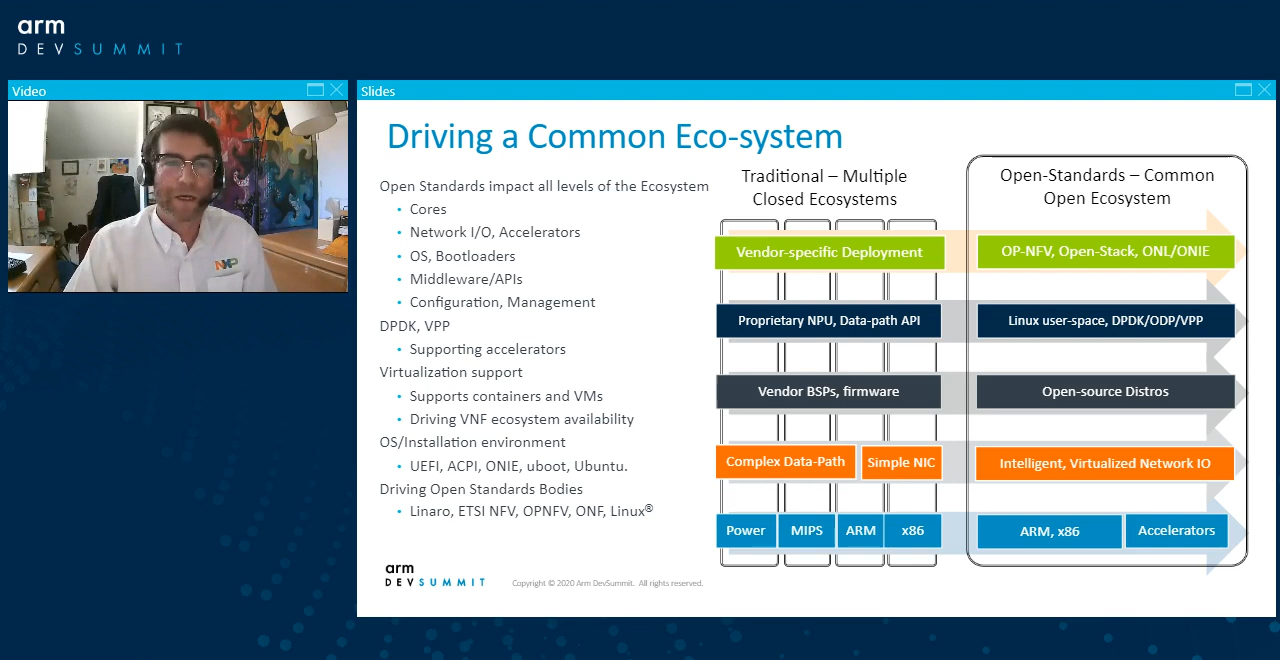 arm
DEVSUMMIT
Video
Slides
NXP
Driving a Common Eco-system
Open Standards impact all levels of the Ecosystem
• Cores
• Network I/O, Accelerators
• OS, Bootloaders
• Middleware/APIs
• Configuration, Management
DPDK, VPP
• Supporting accelerators
Virtualization support
• Supports containers and VMs
• Driving VNF ecosystem availability
OS/Installation environment
• UEFI, ACPI, ONIE, uboot, Ubuntu.
Driving Open Standards Bodies
• Linaro, ETSI NFV, OPNFV, ONF, Linux®
Traditional – Multiple
Closed Ecosystems
Vendor-specific Deployment
Proprietary NPU, Data-path API
Vendor BSPs, firmware
Complex Data-Path
Simple NIC
Power
MIPS
ARM
x86
Open-Standards – Common
Open Ecosystem
OP-NFV, Open-Stack, ONL/ONIE
Linux user-space, DPDK/ODP/VPP
Open-source Distros
Intelligent, Virtualized Network IO
ARM, x86
Accelerators
arm
DEVSUMMIT
Copyright © 2020 Arm DevSummit. All rights reserved.